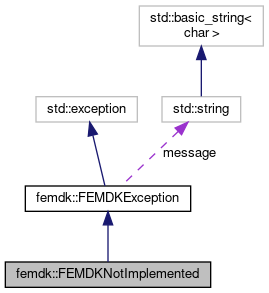 std::basic_string<
char >
std::exception
std::string
message
femdk::FEMDKException
femdk::FEMDKNotImplemented